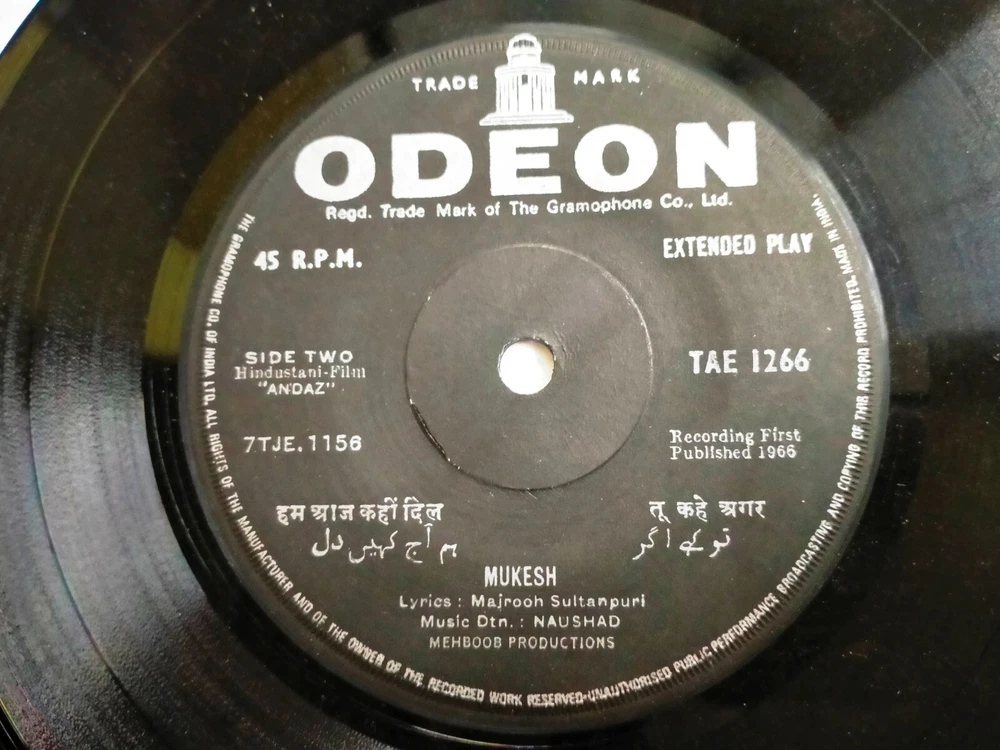 TRADE MARK
ODEON
Regd. Trade Mark of The Gramophone Co., Ltd.
45 R.P.M.
EXTENDED PLAY
SIDE TWO
Hindustani-Film
"ANDAZ"
TAE 1266
7TJE.1156
Recording First
Published 1966
हम आज कहीं दिल
तू कहे अगर
ہم آج کہیں دل
تو کہے اگر
MUKESH
Lyrics : Majrooh Sultanpuri
Music Dtn. : NAUSHAD
MEHBOOB PRODUCTIONS
THE GRAMOPHONE CO. OF INDIA LTD. ALL RIGHTS OF THE MANUFACTURER AND OF THE OWNER OF THE RECORDED WORK RESERVED-UNAUTHORISED PUBLIC PERFORMANCE BROADCASTING AND COPYING OF THIS RECORD PROHIBITED. MADE IN INDIA.